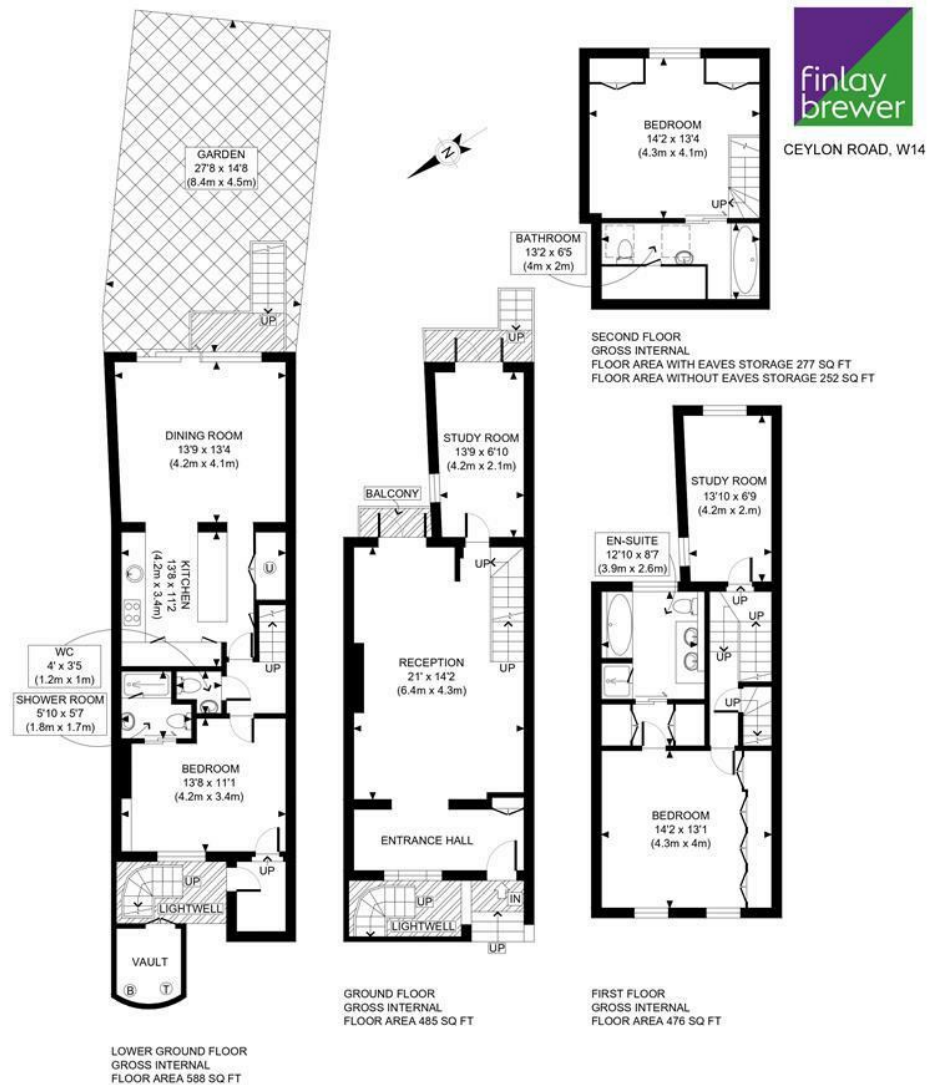 finlay
brewer
CEYLON ROAD, W14
N
GARDEN
27'8 x 14'8
(8.4m x 4.5m)
UP
DINING ROOM
13'9 x 13'4
(4.2m x 4.1m)
KITCHEN
13'8 x 11'2
(4.2m x 3.4m)
U
UP
WC
4' x 3'5
(1.2m x 1m)
SHOWER ROOM
5'10 x 5'7
(1.8m x 1.7m)
BEDROOM
13'8 x 11'1
(4.2m x 3.4m)
UP
UP
LIGHTWELL
VAULT
B
T
LOWER GROUND FLOOR
GROSS INTERNAL
FLOOR AREA 588 SQ FT
UP
STUDY ROOM
13'9 x 6'10
(4.2m x 2.1m)
BALCONY
UP
UP
RECEPTION
21' x 14'2
(6.4m x 4.3m)
ENTRANCE HALL
UP
IN
LIGHTWELL
UP
GROUND FLOOR
GROSS INTERNAL
FLOOR AREA 485 SQ FT
BEDROOM
14'2 x 13'4
(4.3m x 4.1m)
UP
BATHROOM
13'2 x 6'5
(4m x 2m)
SECOND FLOOR
GROSS INTERNAL
FLOOR AREA WITH EAVES STORAGE 277 SQ FT
FLOOR AREA WITHOUT EAVES STORAGE 252 SQ FT
STUDY ROOM
13'10 x 6'9
(4.2m x 2.m)
EN-SUITE
12'10 x 8'7
(3.9m x 2.6m)
UP
UP
UP
UP
BEDROOM
14'2 x 13'1
(4.3m x 4m)
FIRST FLOOR
GROSS INTERNAL
FLOOR AREA 476 SQ FT